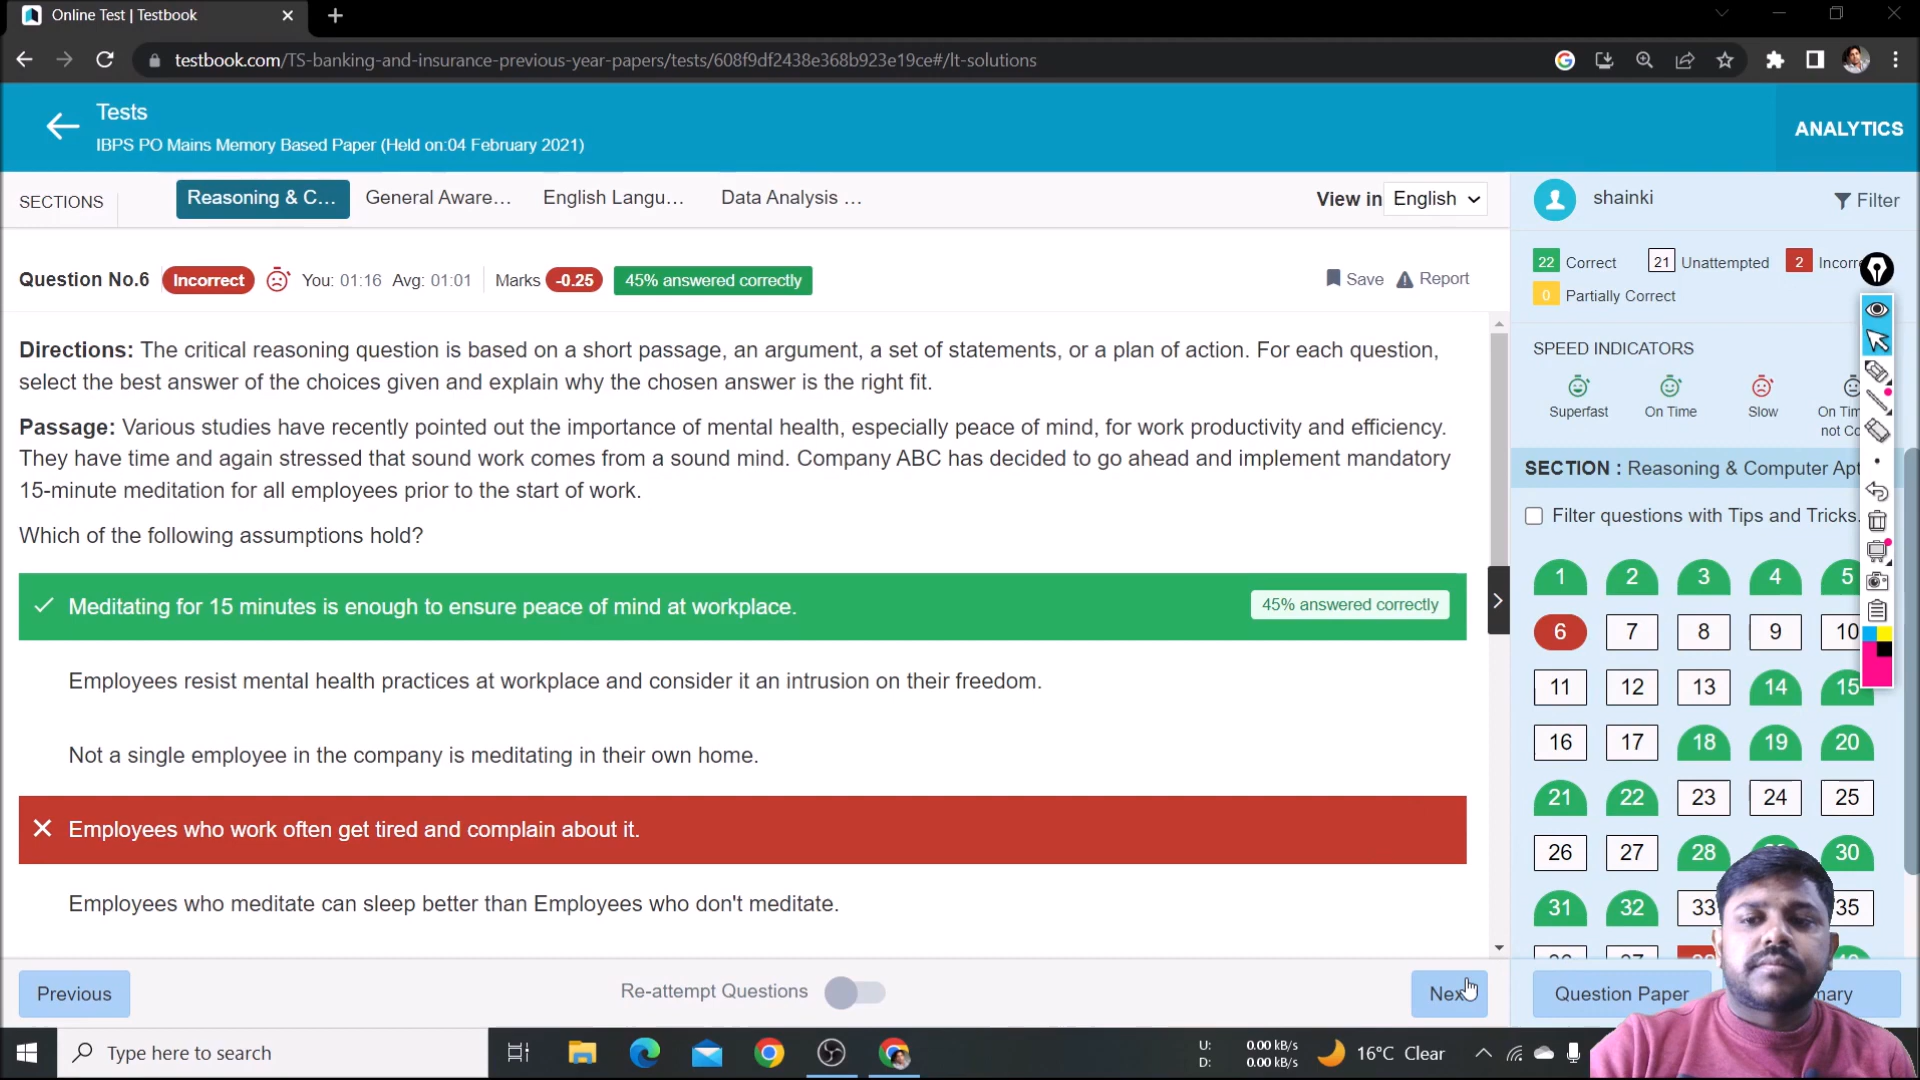 Online Test | Testbook
testbook.com/TS-banking-and-insurance-previous-year-papers/tests/608f9df2438e368b923e19ce#/lt-solutions
Tests
IBPS PO Mains Memory Based Paper (Held on:04 February 2021)
ANALYTICS
SECTIONS
Reasoning & C...
General Aware...
English Langu...
Data Analysis ...
View in
English
shainki
Filter
Question No.6
Incorrect
You: 01:16
Avg: 01:01
Marks
-0.25
45% answered correctly
Save
Report
22 Correct
21 Unattempted
2 Incorre
0 Partially Correct
Directions: The critical reasoning question is based on a short passage, an argument, a set of statements, or a plan of action. For each question,
select the best answer of the choices given and explain why the chosen answer is the right fit.
Passage: Various studies have recently pointed out the importance of mental health, especially peace of mind, for work productivity and efficiency.
They have time and again stressed that sound work comes from a sound mind. Company ABC has decided to go ahead and implement mandatory
15-minute meditation for all employees prior to the start of work.
Which of the following assumptions hold?
Meditating for 15 minutes is enough to ensure peace of mind at workplace.
45% answered correctly
Employees resist mental health practices at workplace and consider it an intrusion on their freedom.
Not a single employee in the company is meditating in their own home.
Employees who work often get tired and complain about it.
Employees who meditate can sleep better than Employees who don't meditate.
SPEED INDICATORS
Superfast
On Time
Slow
On Tim
not Co
SECTION : Reasoning & Computer Apt
Filter questions with Tips and Tricks.
1 2 3 4 5
6 7 8 9 10
11 12 13 14 15
16 17 18 19 20
21 22 23 24 25
26 27 28 30
31 32 33 35
Previous
Re-attempt Questions
Nex
Question Paper
mary
Type here to search
U: 0.00 kB/s
D: 0.00 kB/s
16°C Clear